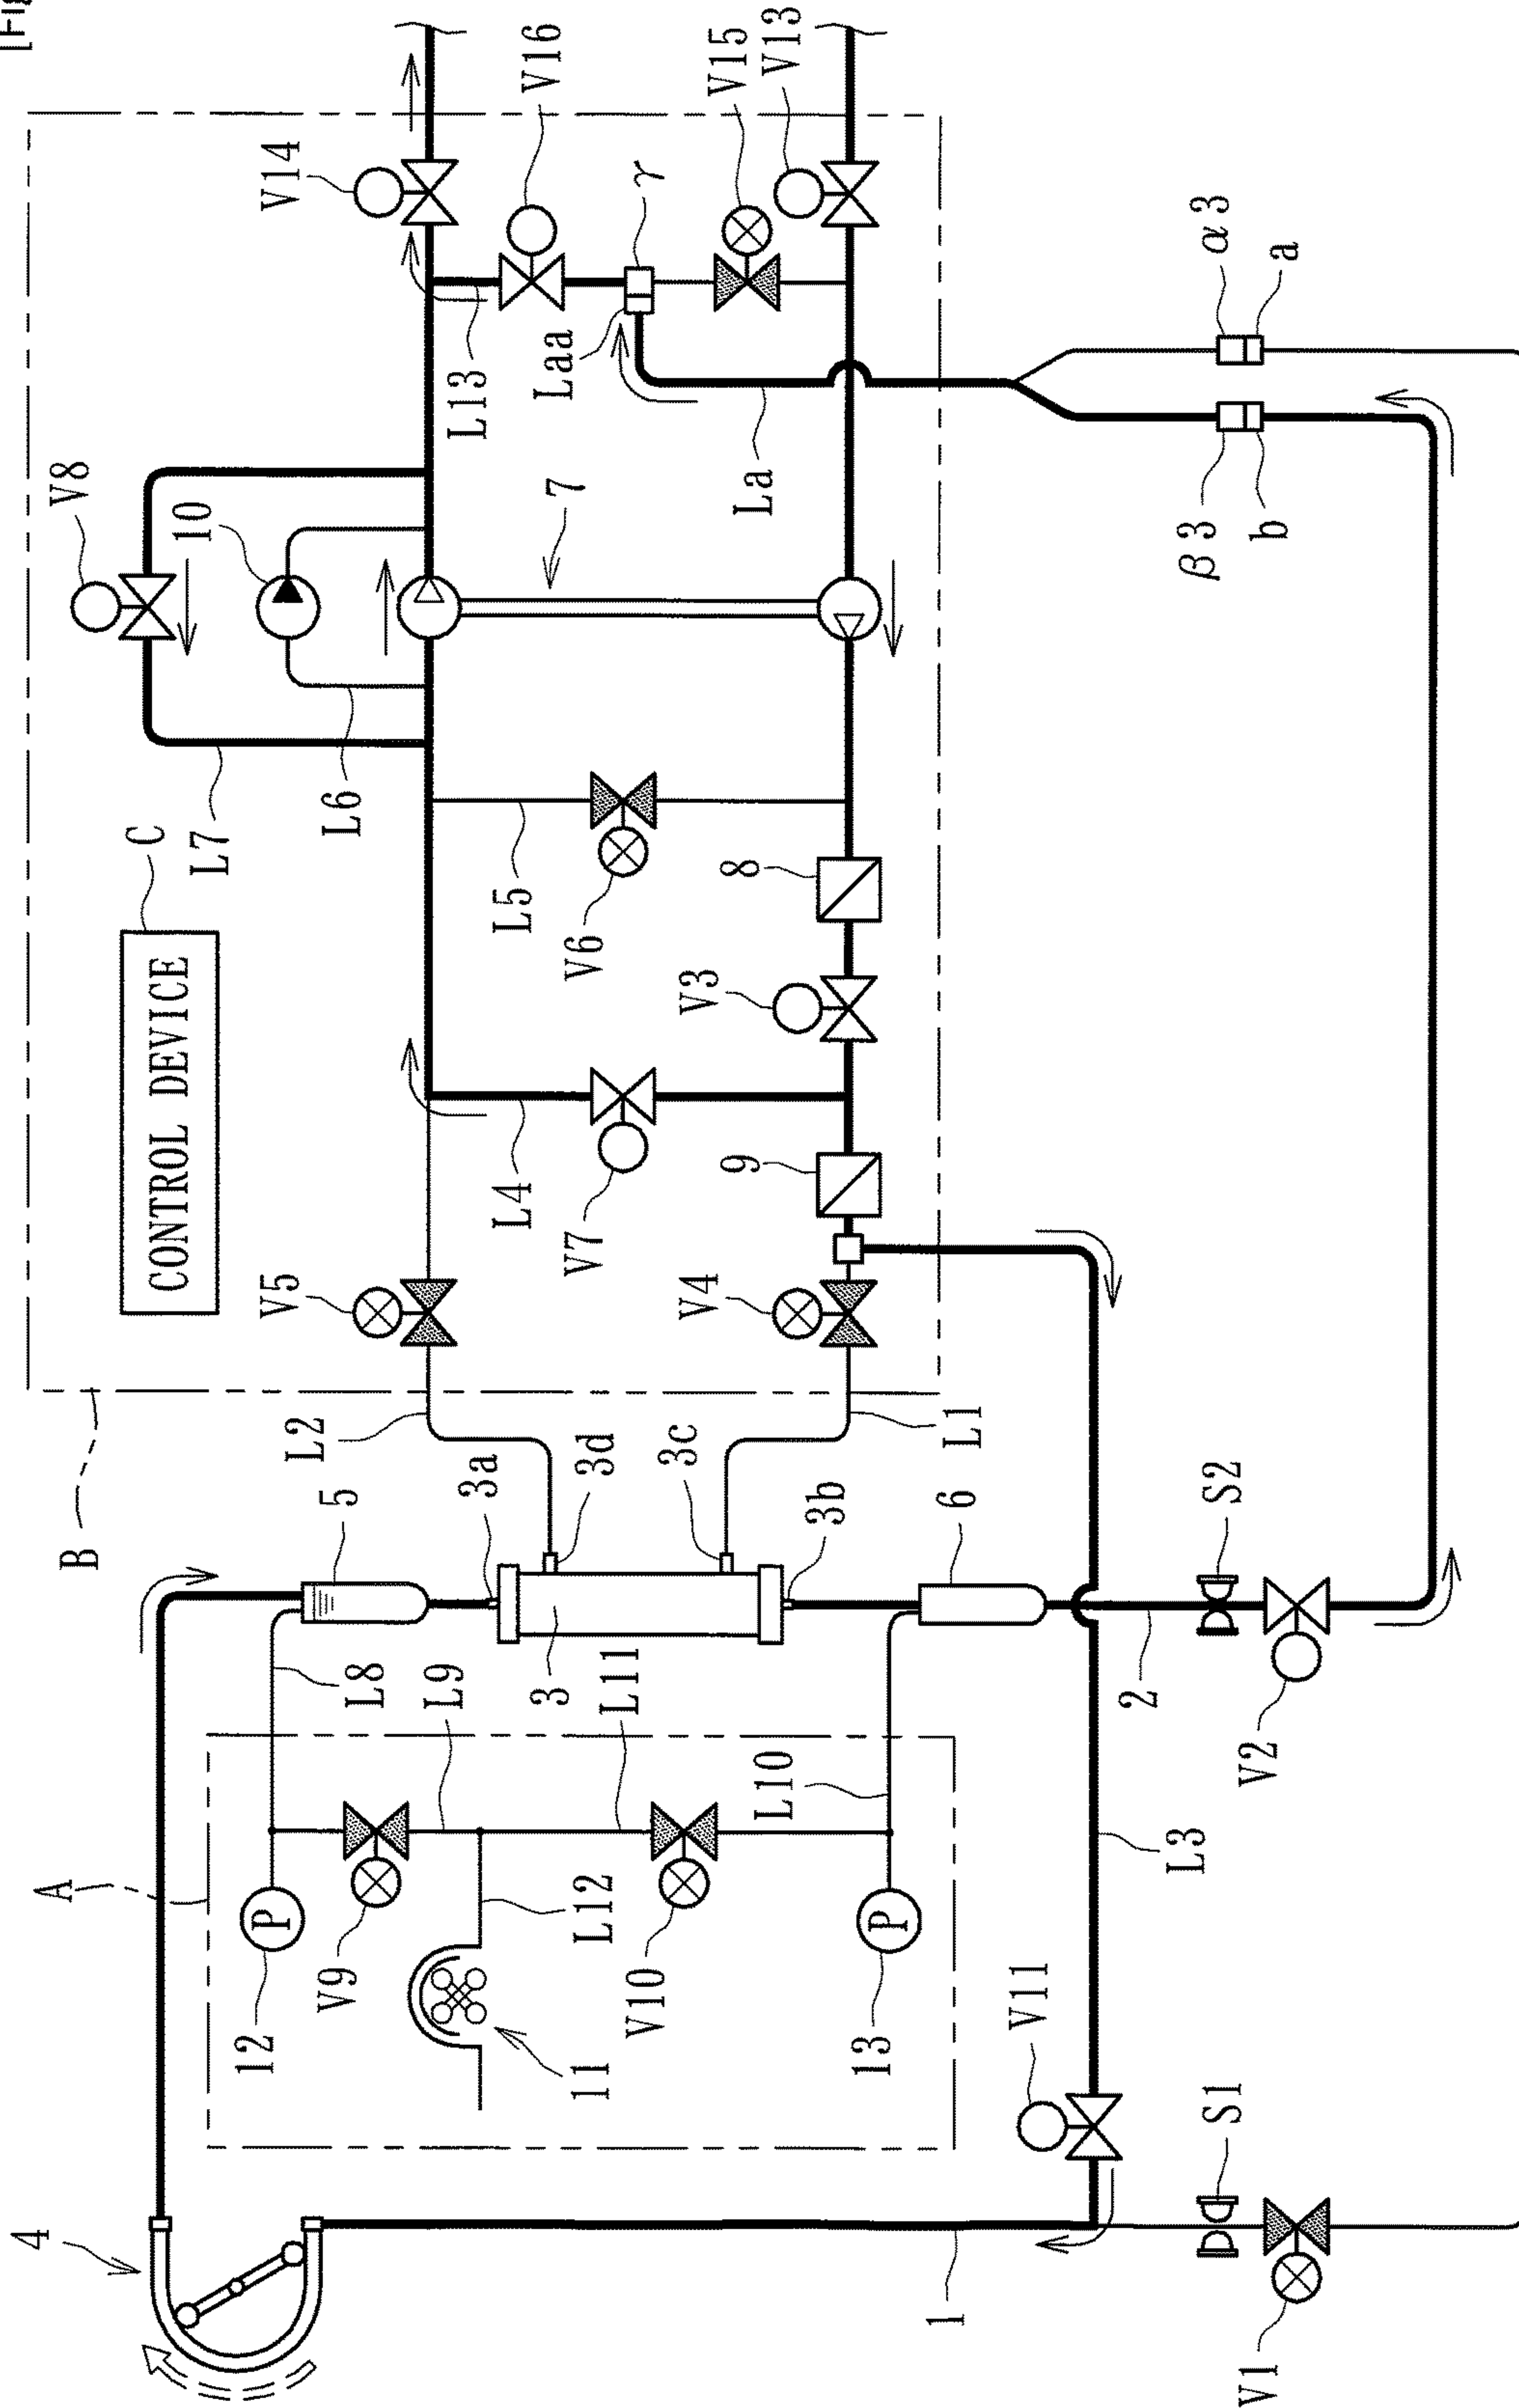 [Fig
4
A
B
V8
C
CONTROL DEVICE
10
L7
12
P
V5
V14
L2
V9
5
L6
L8
L9
3a
L13
L4
L5
V16
3
Laa
7
11
V7
V6
L12
3d
L11
V10
γ
3c
V4
V3
V15
9
8
La
L10
V13
3b
13
P
1
6
L1
V11
2
L3
β3
α3
S1
S2
V1
V2
b
a